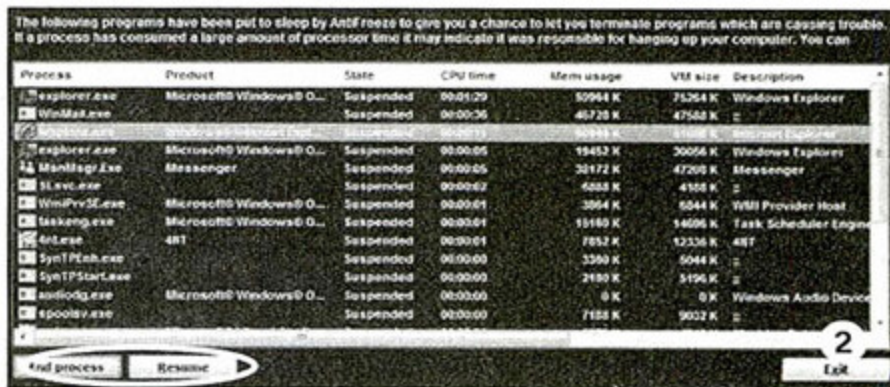 The following programs have been put to sleep by AntiFreeze to give you a chance to let you terminale programs which are causing trouble
If a process has consumed a large amount of processor time it may indicate it was resonsible for hanging up your computer. You can
Process Product State CPU time Mem usage VM size Description
explorer.exe Microsoft® Windows® O... Suspended 00:01:29 50964 K 75264 K Windows Explorer
WinMail.exe Suspended 00:00:36 46728 K 47588 K ::
Suspended Internet Explorer
explorer.exe Microsoft® Windows® O... Suspended 00:00:05 19452 K 30056 K Windows Explorer
MsnMsgr.Exe Messenger Suspended 00:00:05 38172 K 47208 K Messenger
SLsvc.exe Suspended 00:00:02 6888 K 4188 K ::
WmiPrvSE.exe Microsoft® Windows® O... Suspended 00:00:01 3864 K 5844 K WMI Provider Host
taskeng.exe Microsoft® Windows® O... Suspended 00:00:01 15160 K 14696 K Task Scheduler Engine
4nt.exe 4NT Suspended 00:00:01 7852 K 12336 K 4NT
SynTPEnh.exe Suspended 00:00:00 3380 K 5044 K ::
SynTPStart.exe Suspended 00:00:00 2180 K 5196 K
audiodg.exe Microsoft® Windows® O... Suspended 00:00:00 0 K 0 K Windows Audio Device
spoolsv.exe Suspended 00:00:00 7188 K 9032 K ::
2
End process Resume Exit